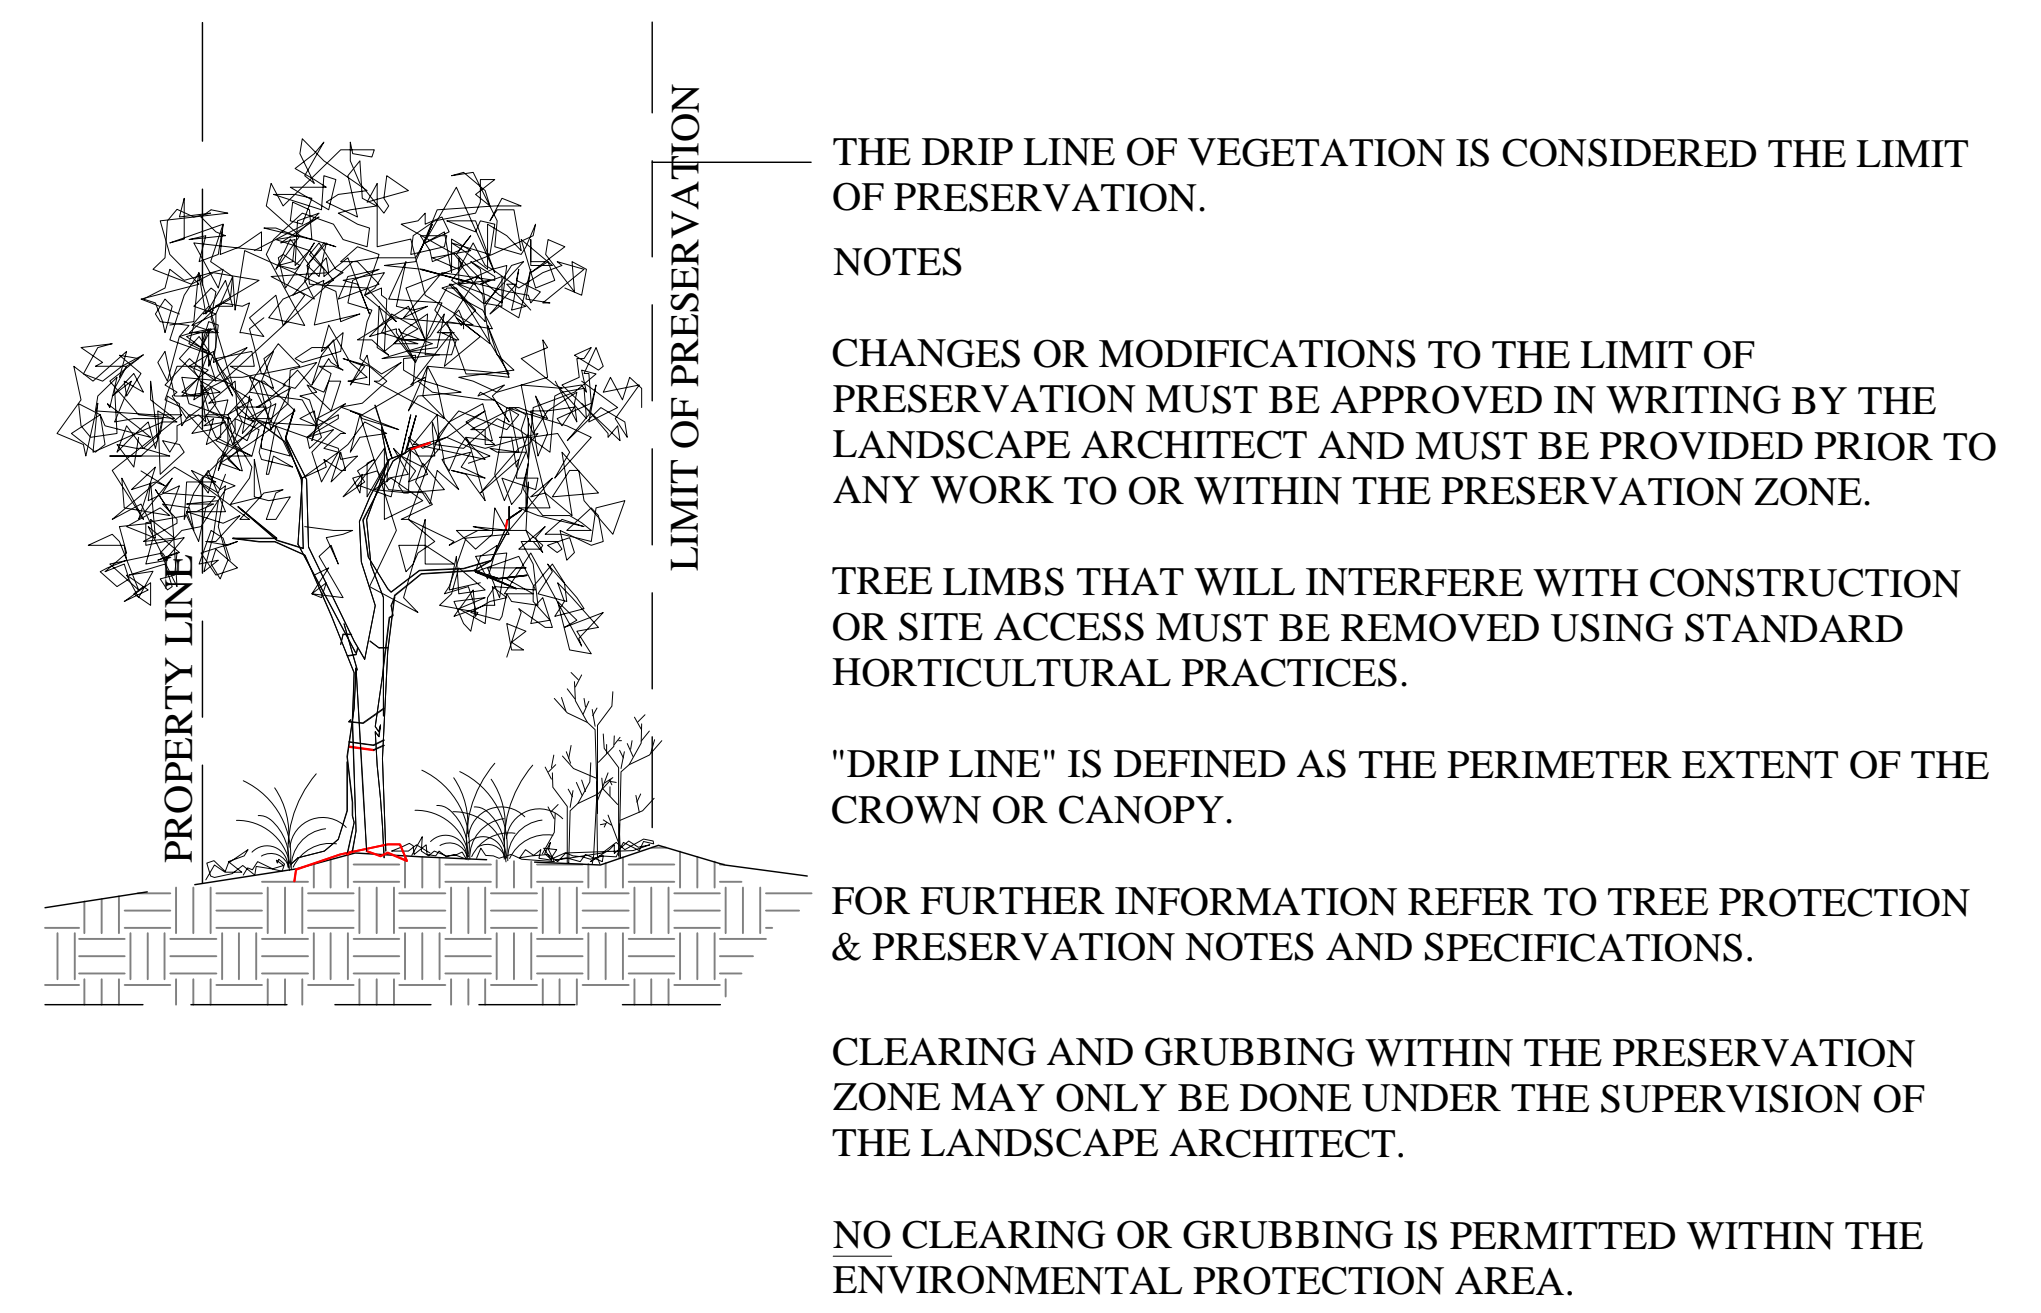 PROPERTY LINE
LIMIT OF PRESERVATION
THE DRIP LINE OF VEGETATION IS CONSIDERED THE LIMIT
OF PRESERVATION.
NOTES
CHANGES OR MODIFICATIONS TO THE LIMIT OF
PRESERVATION MUST BE APPROVED IN WRITING BY THE
LANDSCAPE ARCHITECT AND MUST BE PROVIDED PRIOR TO
ANY WORK TO OR WITHIN THE PRESERVATION ZONE.
TREE LIMBS THAT WILL INTERFERE WITH CONSTRUCTION
OR SITE ACCESS MUST BE REMOVED USING STANDARD
HORTICULTURAL PRACTICES.
"DRIP LINE" IS DEFINED AS THE PERIMETER EXTENT OF THE
CROWN OR CANOPY.
FOR FURTHER INFORMATION REFER TO TREE PROTECTION
& PRESERVATION NOTES AND SPECIFICATIONS.
CLEARING AND GRUBBING WITHIN THE PRESERVATION
ZONE MAY ONLY BE DONE UNDER THE SUPERVISION OF
THE LANDSCAPE ARCHITECT.
NO CLEARING OR GRUBBING IS PERMITTED WITHIN THE
ENVIRONMENTAL PROTECTION AREA.